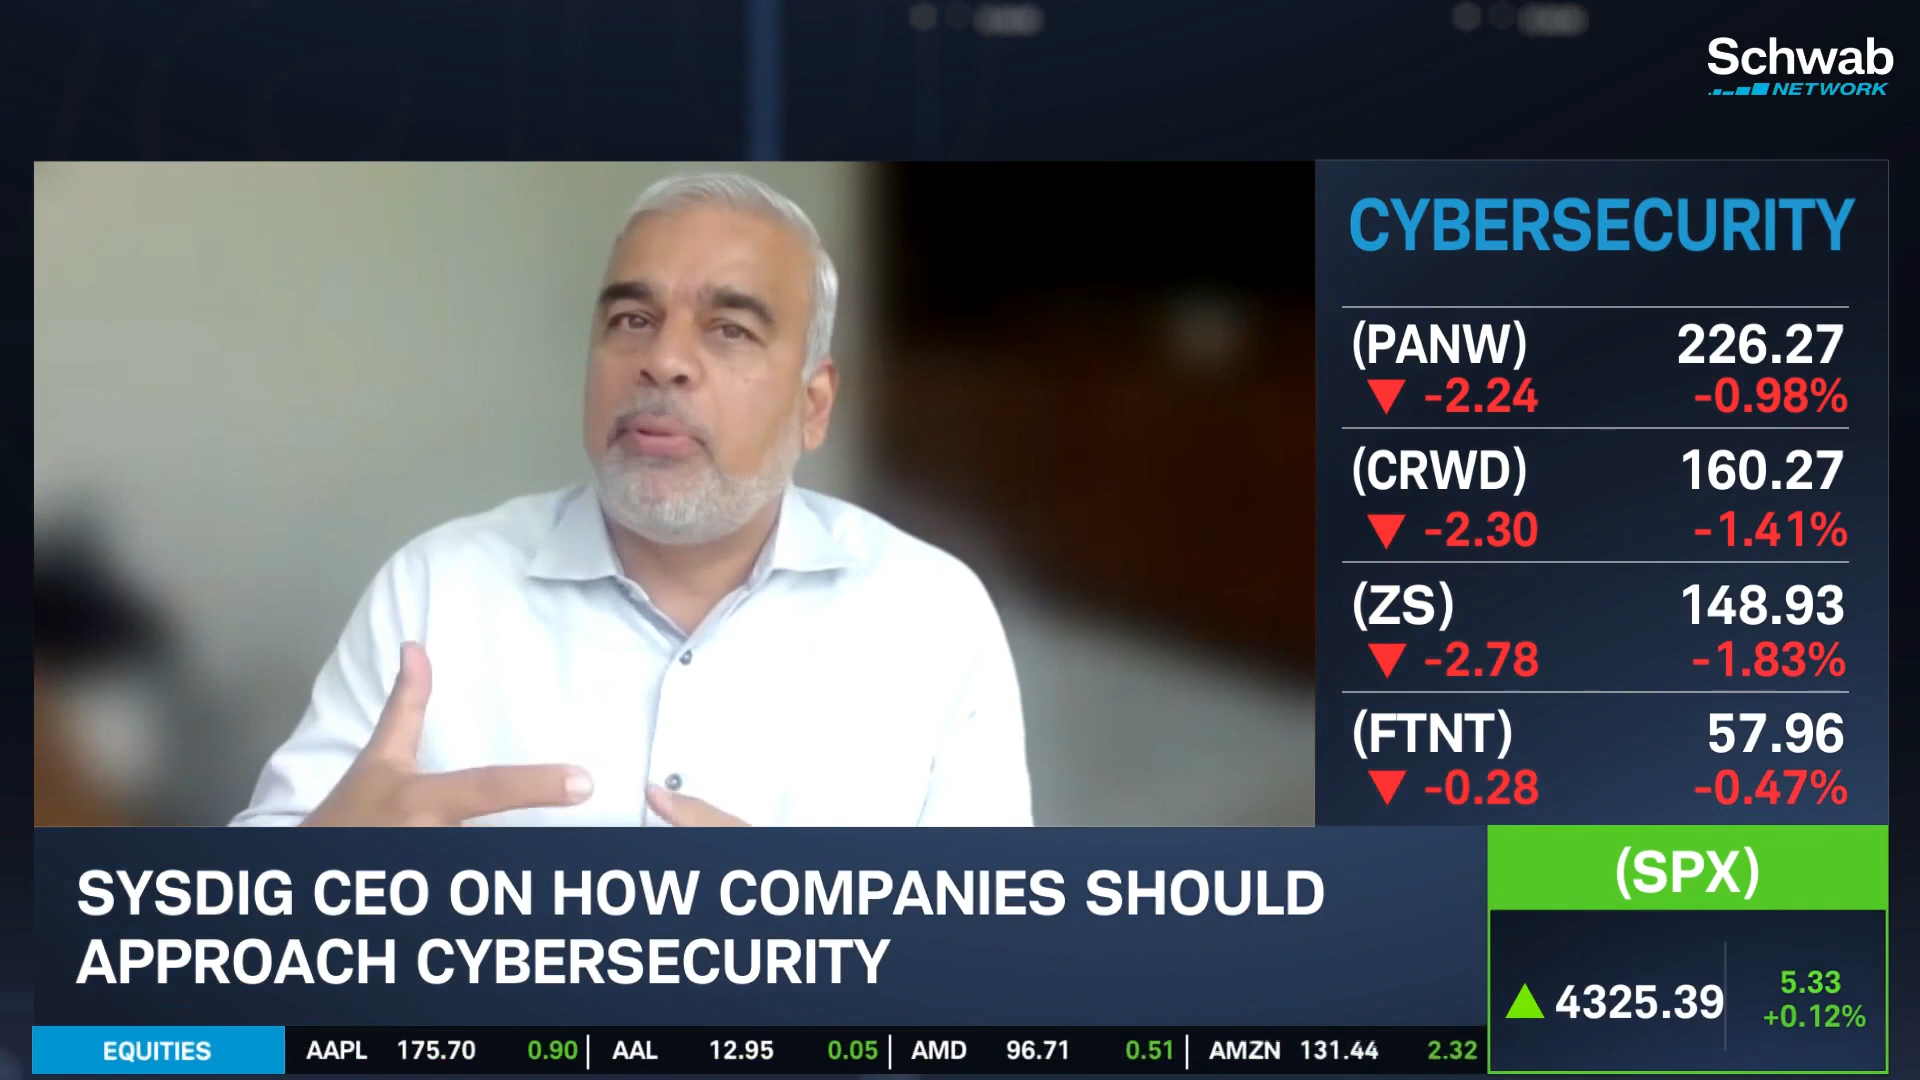 Schwab
NETWORK
CYBERSECURITY
(PANW) 226.27
▼ -2.24 -0.98%
(CRWD) 160.27
▼ -2.30 -1.41%
(ZS) 148.93
▼ -2.78 -1.83%
(FTNT) 57.96
▼ -0.28 -0.47%
SYSDIG CEO ON HOW COMPANIES SHOULD
APPROACH CYBERSECURITY
(SPX)
▲ 4325.39 5.33
+0.12%
EQUITIES AAPL 175.70 0.90 | AAL 12.95 0.05 | AMD 96.71 0.51 | AMZN 131.44 2.32